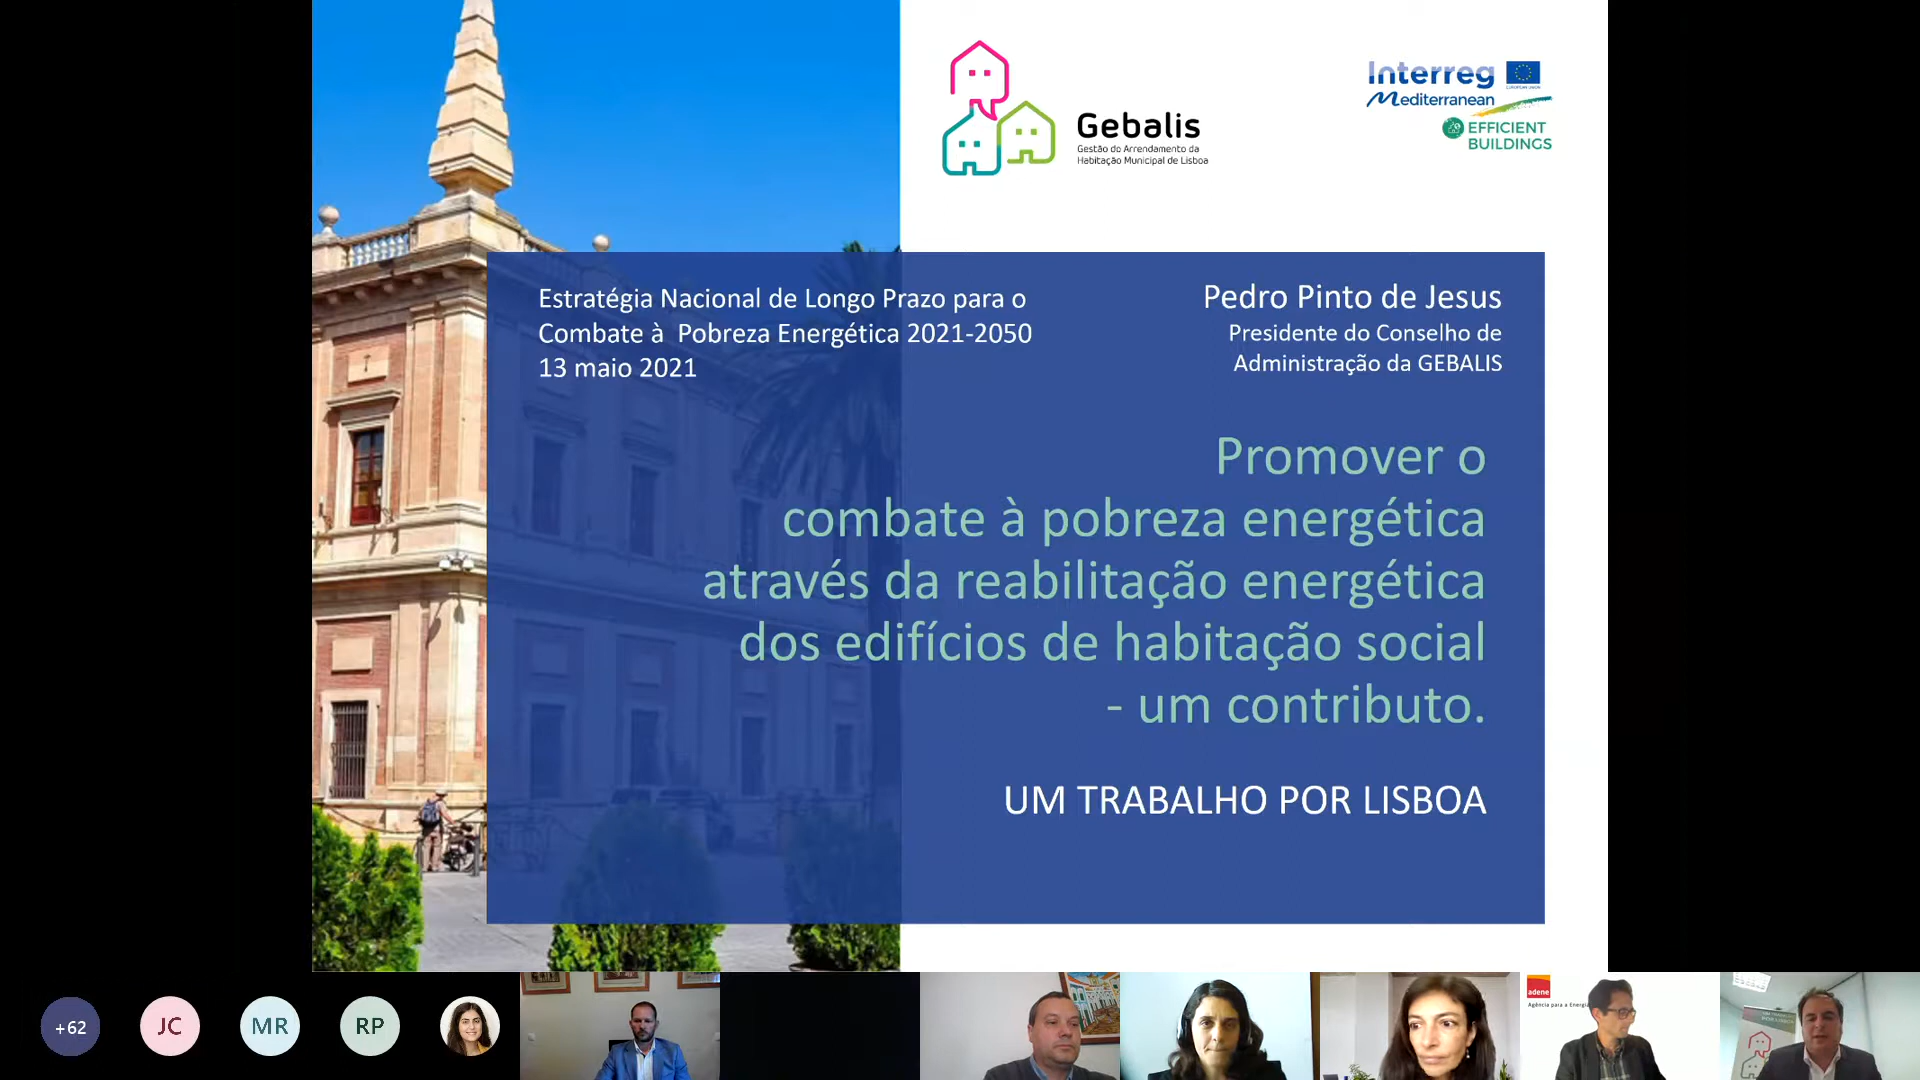 Gebalis
Gestão do Arrendamento da
Habitação Municipal de Lisboa
Interreg
Mediterranean
EFFICIENT
BUILDINGS
Estratégia Nacional de Longo Prazo para o
Combate à  Pobreza Energética 2021-2050
13 maio 2021
Pedro Pinto de Jesus
Presidente do Conselho de
Administração da GEBALIS
Promover o
combate à pobreza energética
através da reabilitação energética
dos edifícios de habitação social
- um contributo.
UM TRABALHO POR LISBOA
+62
JC
MR
RP
adene
Agência para a Energia